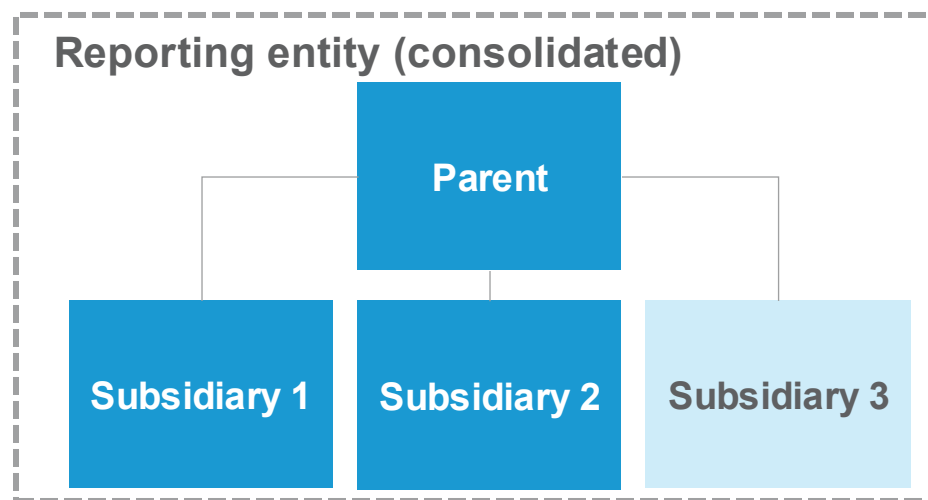 Reporting entity (consolidated)
Parent
Subsidiary 1
Subsidiary 2
Subsidiary 3